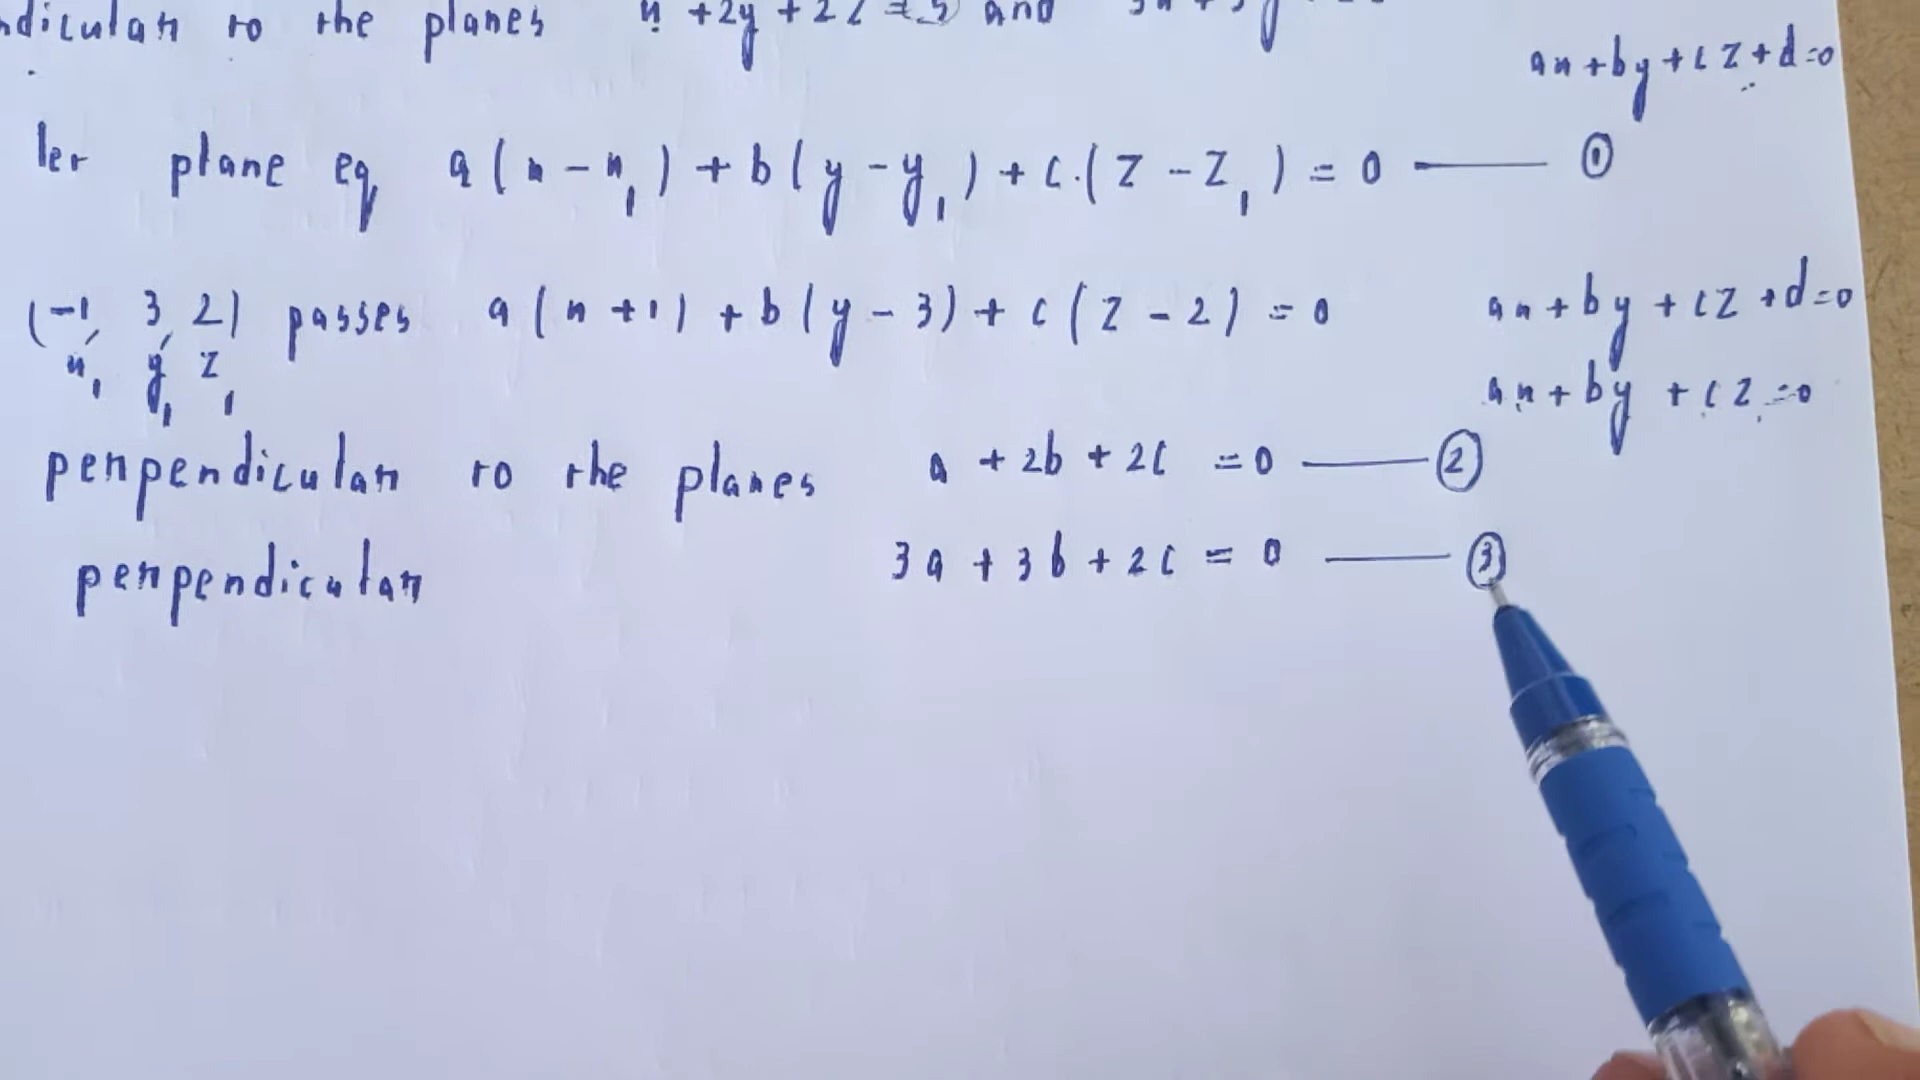 to the planes x + 2y + 2z = 5 and
ax + by + cz + d = 0
let plane eq a(x - x₁) + b(y - y₁) + c.(z - z₁) = 0 —— ①
(-1, 3, 2) passes a(x + 1) + b(y - 3) + c(z - 2) = 0
ax + by + cz + d = 0
x₁ y₁ z₁
ax + by + cz = 0
perpendicular to the planes a + 2b + 2c = 0 —— ②
perpendicular 3a + 3b + 2c = 0 —— ③